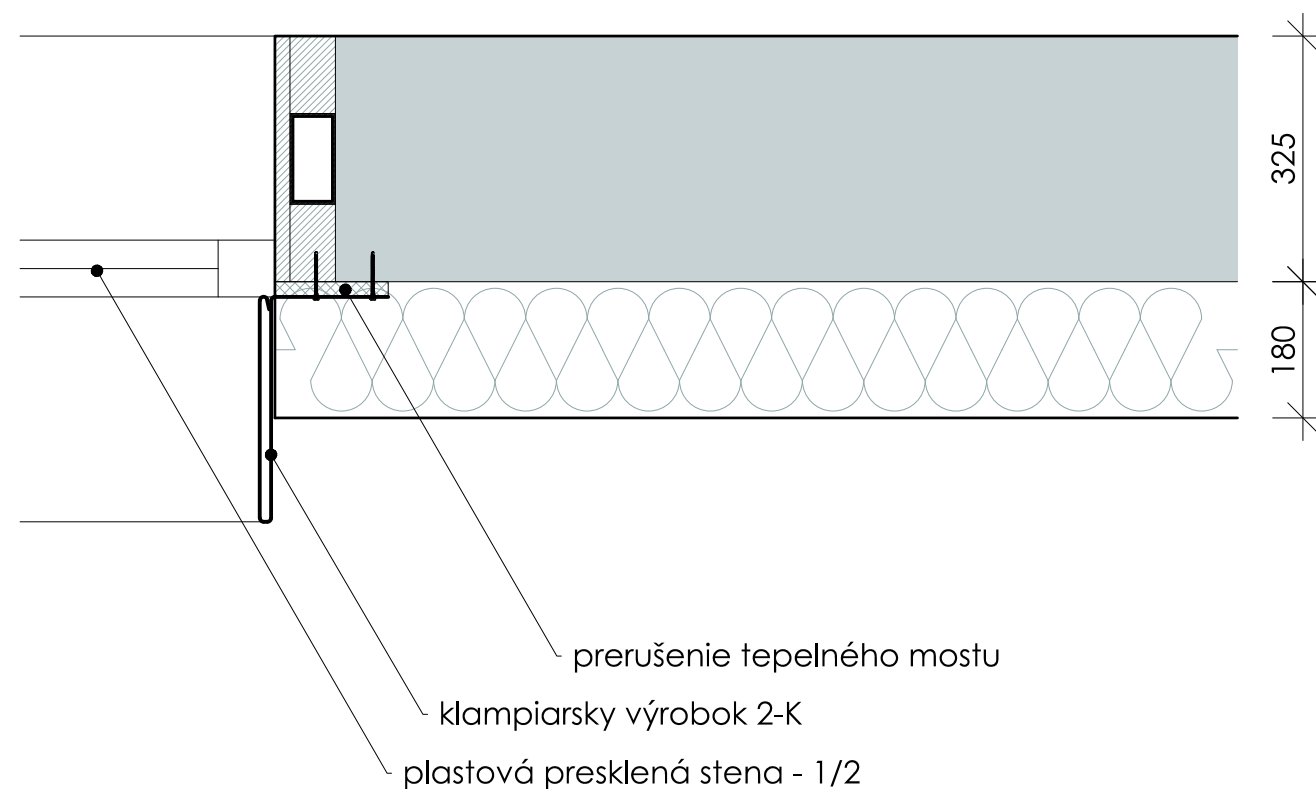 325
180
prerušenie tepelného mostu
klampiarsky výrobok 2-K
plastová presklená stena - 1/2